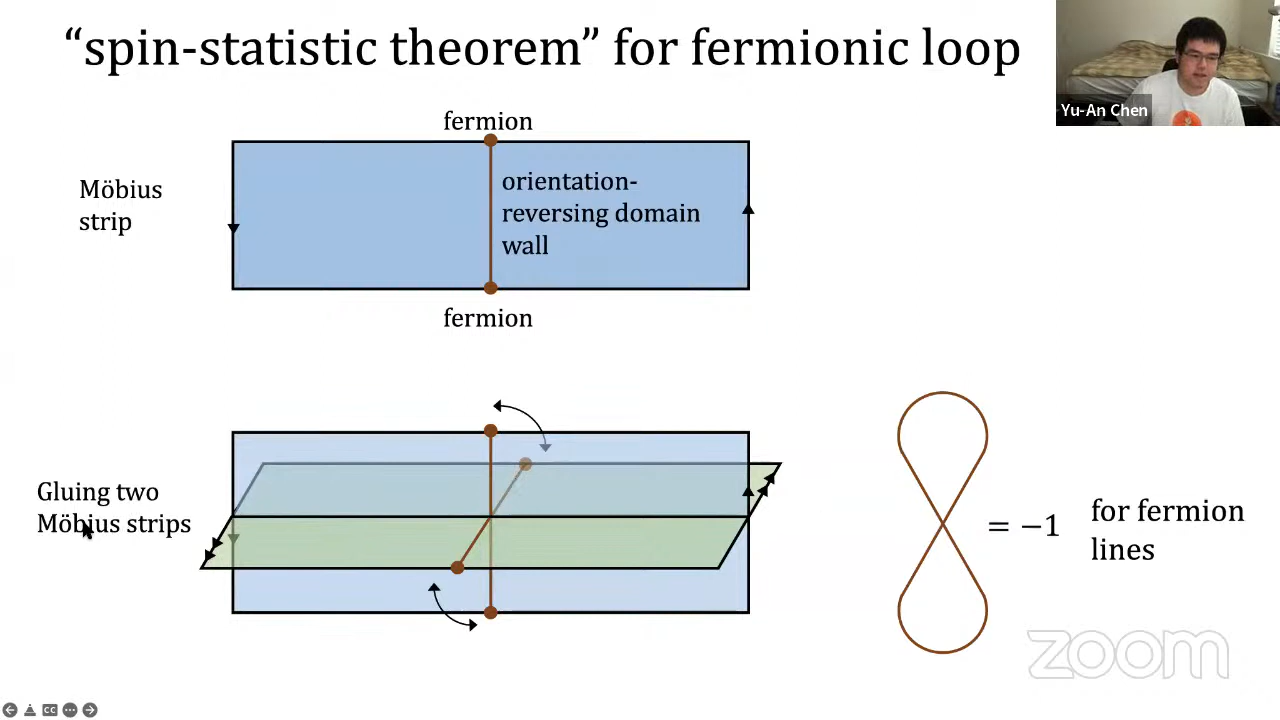 “spin-statistic theorem” for fermionic loop
Yu-An Chen
fermion
Möbius
strip
orientation-
reversing domain
wall
fermion
Gluing two
Möbius strips
= −1
for fermion
lines
zoom
CC